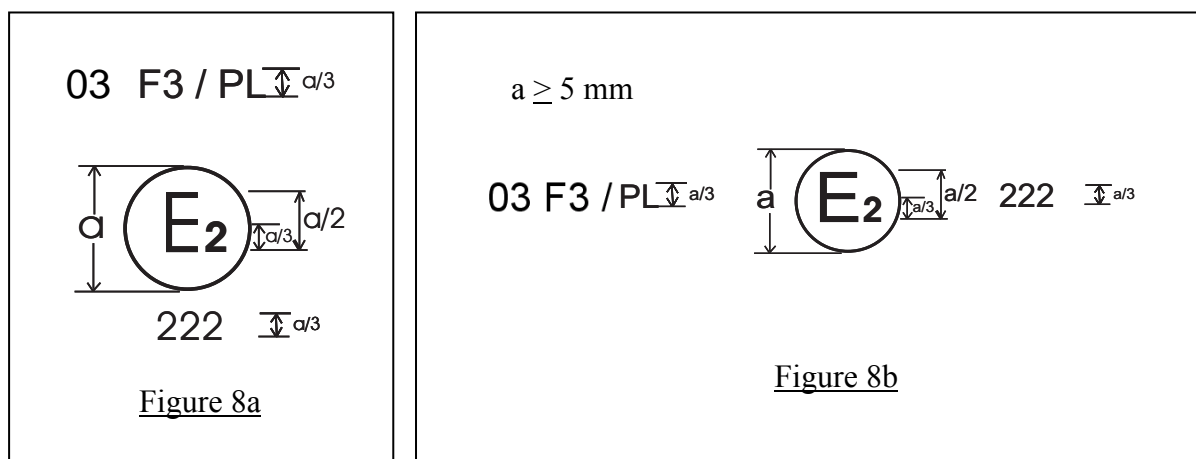 03 F3 / PL a/3
a E2 a/3 a/2
222 a/3
Figure 8a
a ≥ 5 mm
03 F3 / PL a/3 a E2 a/3 a/2 222 a/3
Figure 8b